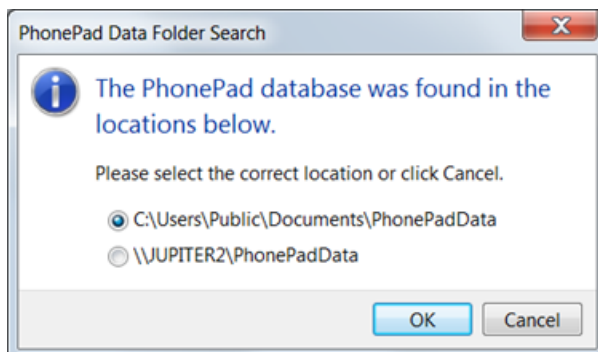 PhonePad Data Folder Search
The PhonePad database was found in the
locations below.
Please select the correct location or click Cancel.
C:\Users\Public\Documents\PhonePadData
\\JUPITER2\PhonePadData
OK
Cancel